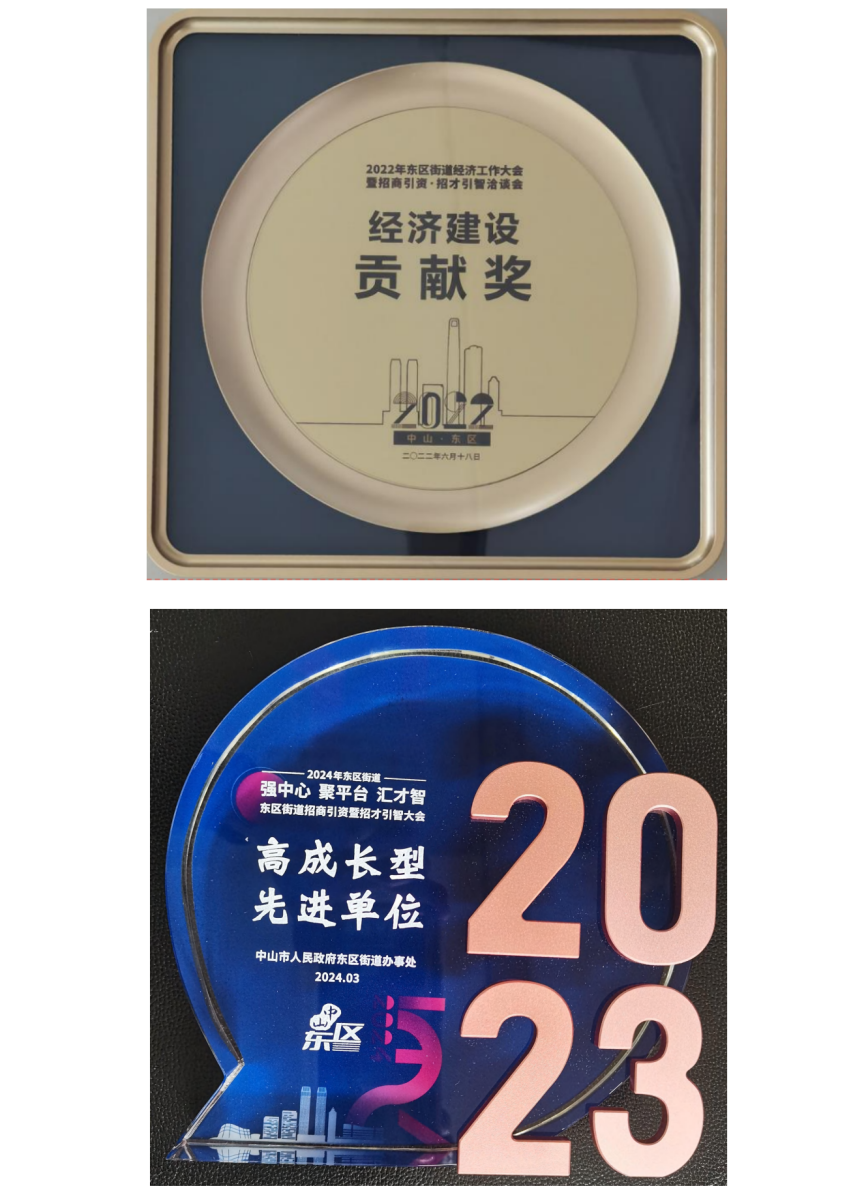 2022年东区街道经济工作大会
暨招商引资·招才引智洽谈会
经济建设
贡献奖
2022
中山·东区
二〇二二年六月十八日
2024年东区街道
强中心 聚平台 汇才智
东区街道招商引资暨招才引智大会
高成长型
先进单位
中山市人民政府东区街道办事处
2024.03
中山
东区
20
23